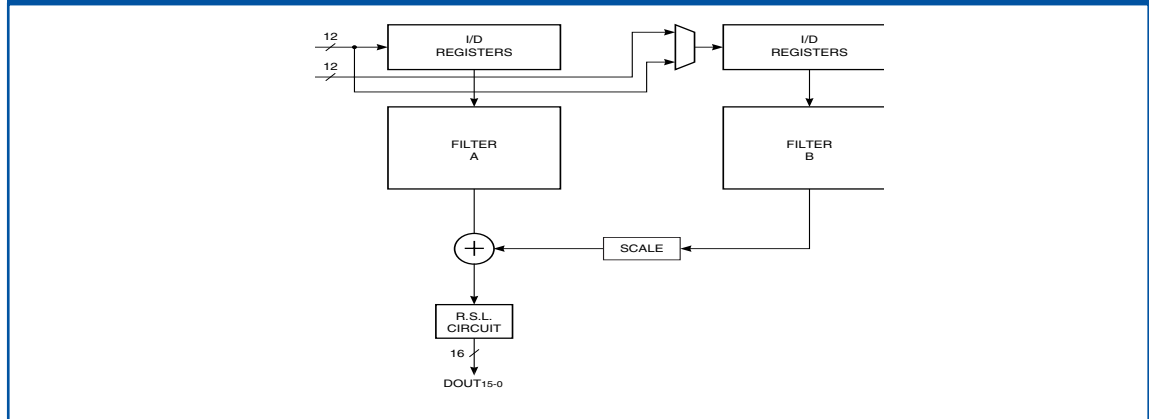 12
I/D
REGISTERS
I/D
REGISTERS
12
FILTER
A
FILTER
B
SCALE
R.S.L.
CIRCUIT
16
DOUT15-0